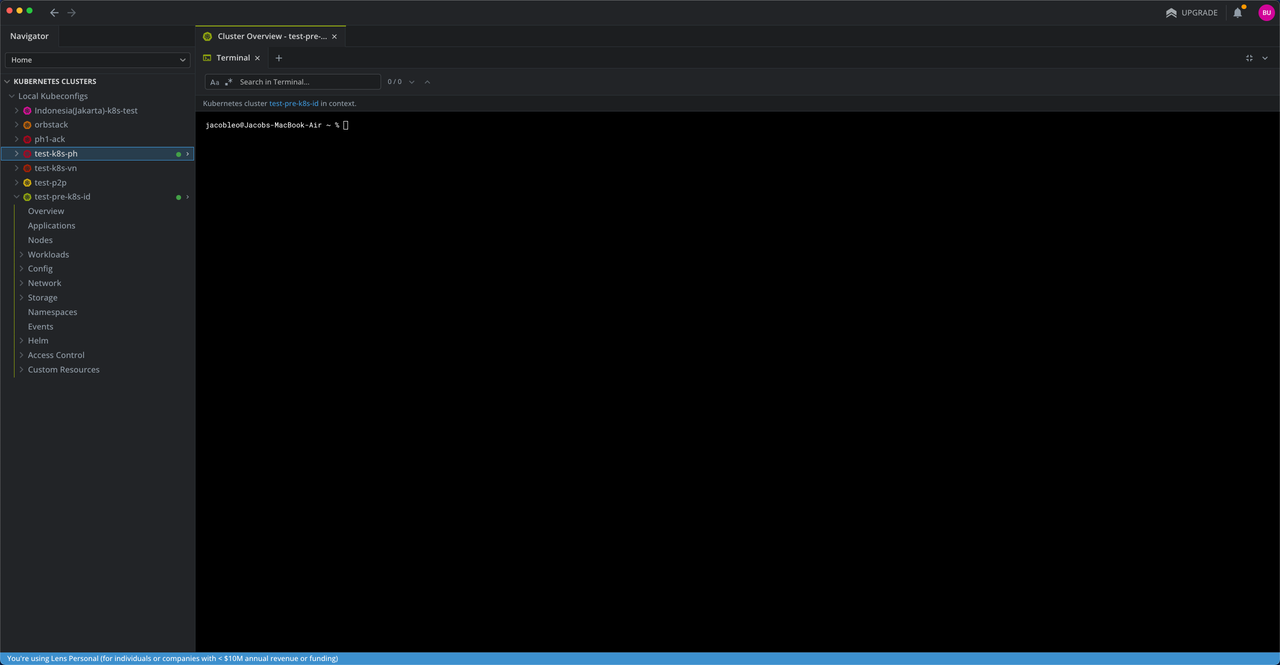 UPGRADE
BU
Navigator
Cluster Overview - test-pre-...
Home
Terminal
Aa
.*
Search in Terminal...
0 / 0
KUBERNETES CLUSTERS
Local Kubeconfigs
Kubernetes cluster test-pre-k8s-id in context.
Indonesia(Jakarta)-k8s-test
orbstack
ph1-ack
test-k8s-ph
test-k8s-vn
test-p2p
test-pre-k8s-id
Overview
Applications
Nodes
Workloads
Config
Network
Storage
Namespaces
Events
Helm
Access Control
Custom Resources
jacobleo@Jacobs-MacBook-Air ~ %
You're using Lens Personal (for individuals or companies with < $10M annual revenue or funding)